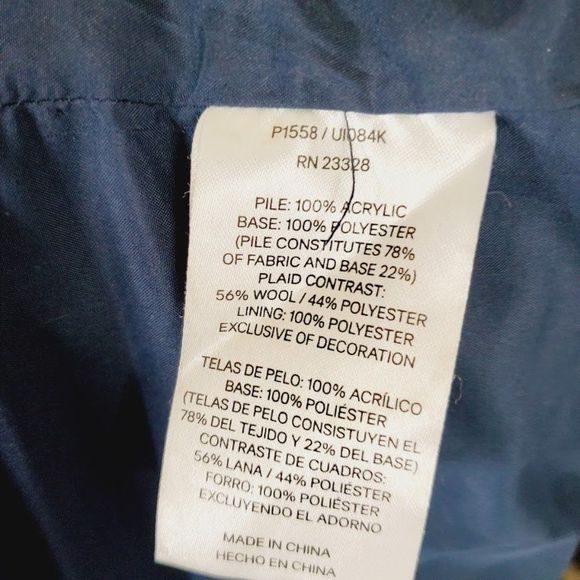 P1558 / UI084K
RN 23328
PILE: 100% ACRYLIC
BASE: 100% POLYESTER
(PILE CONSTITUTES 78%
OF FABRIC AND BASE 22%)
PLAID CONTRAST:
56% WOOL / 44% POLYESTER
LINING: 100% POLYESTER
EXCLUSIVE OF DECORATION
TELAS DE PELO: 100% ACRÍLICO
BASE: 100% POLIÉSTER
(TELAS DE PELO CONSISTUYEN EL
78% DEL TEJIDO Y 22% DEL BASE)
CONTRASTE DE CUADROS:
56% LANA / 44% POLIÉSTER
FORRO: 100% POLIÉSTER
EXCLUYENDO EL ADORNO
MADE IN CHINA
HECHO EN CHINA